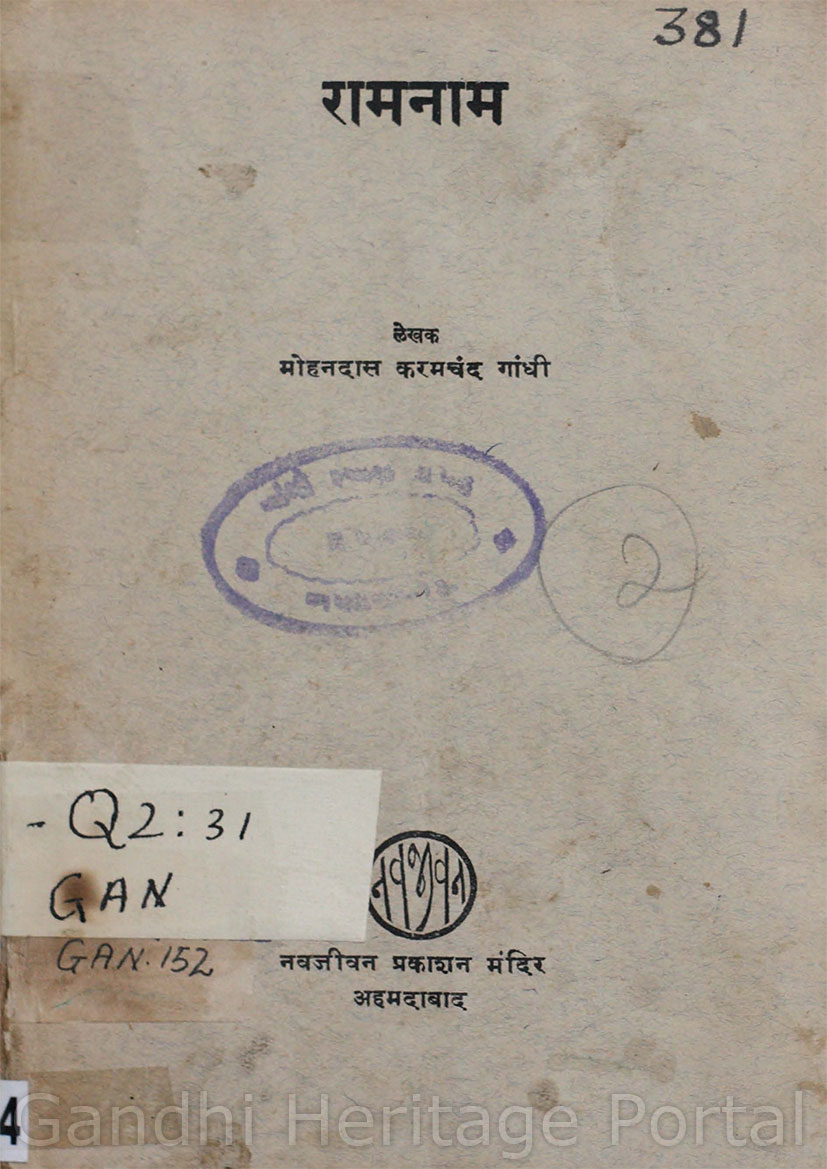 381
रामनाम
लेखक
मोहनदास करमचंद गांधी
2
- Q2:31
GAN
GAN.152
नवजीवन
नवजीवन प्रकाशन मंदिर
अहमदाबाद
4
Gandhi Heritage Portal